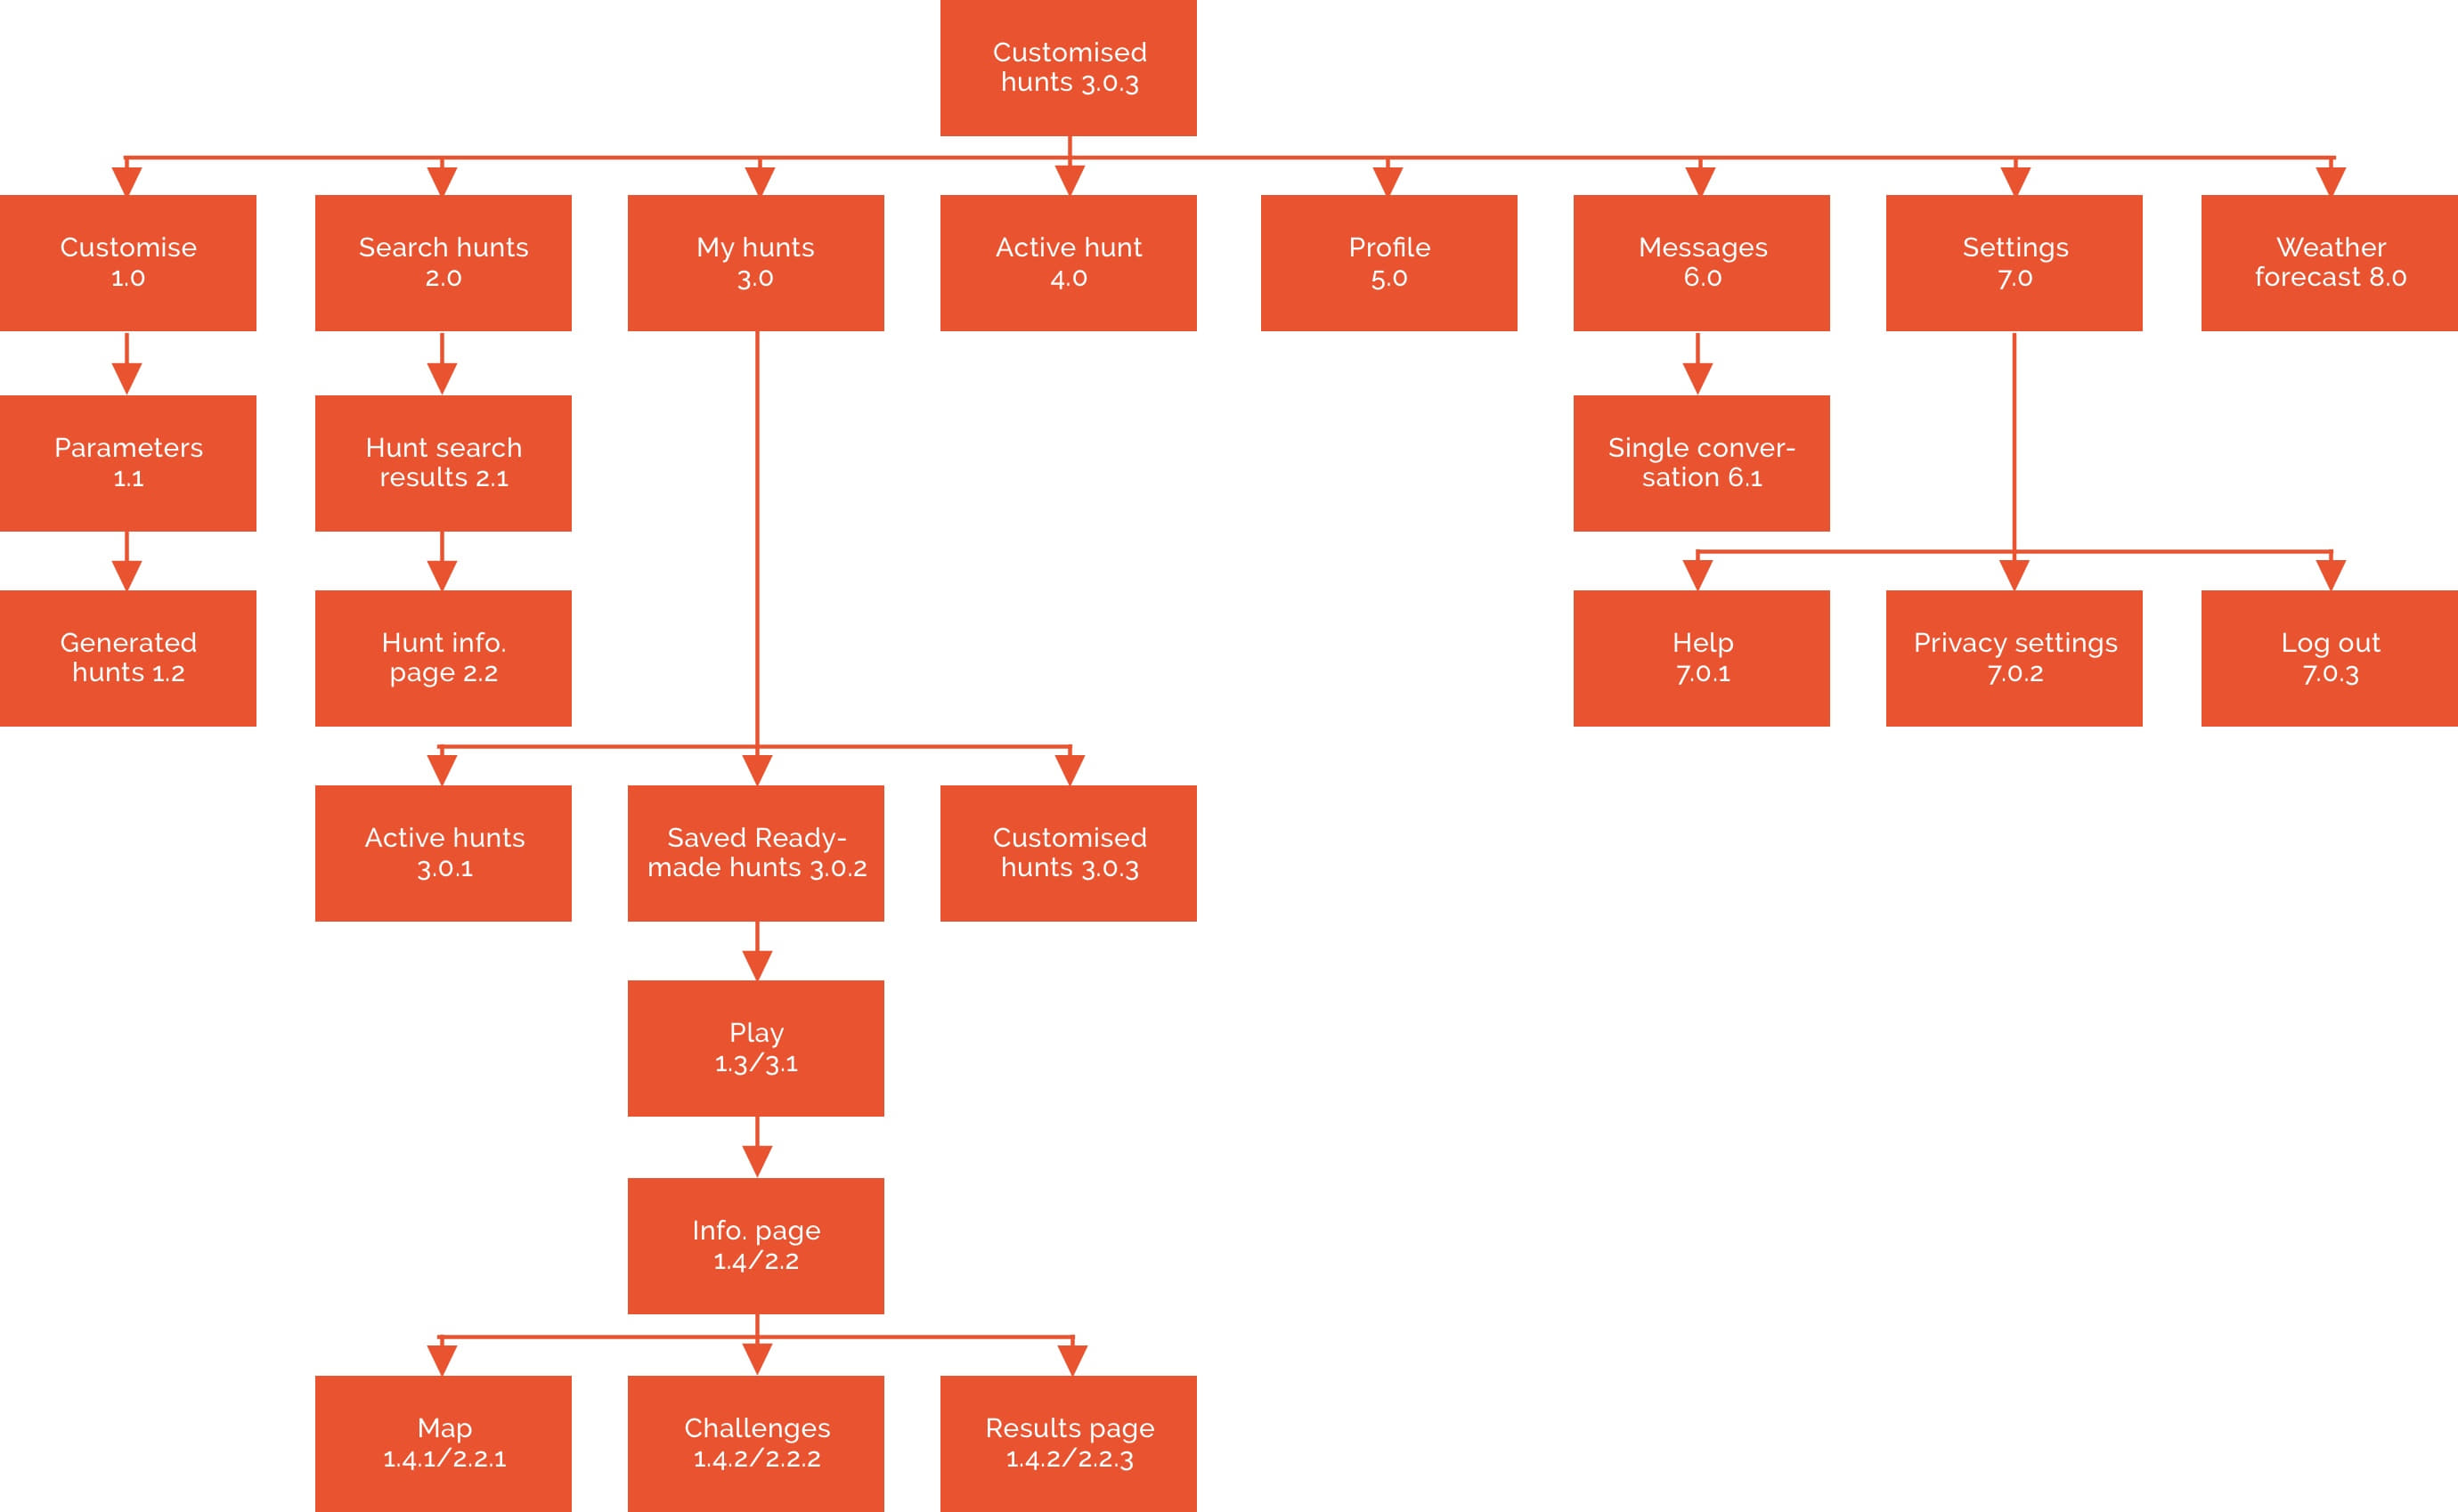 Customised
hunts 3.0.3
Customise
1.0
Search hunts
2.0
My hunts
3.0
Active hunt
4.0
Profile
5.0
Messages
6.0
Settings
7.0
Weather
forecast 8.0
Parameters
1.1
Hunt search
results 2.1
Single conver-
sation 6.1
Generated
hunts 1.2
Hunt info.
page 2.2
Help
7.0.1
Privacy settings
7.0.2
Log out
7.0.3
Active hunts
3.0.1
Saved Ready-
made hunts 3.0.2
Customised
hunts 3.0.3
Play
1.3/3.1
Info. page
1.4/2.2
Map
1.4.1/2.2.1
Challenges
1.4.2/2.2.2
Results page
1.4.2/2.2.3